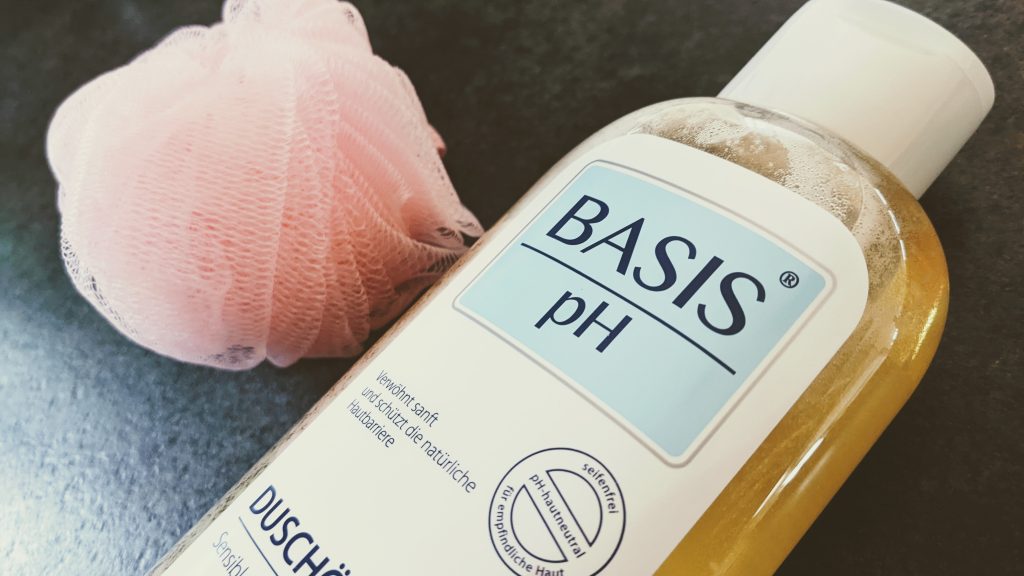 BASIS®
pH
Verwöhnt sanft
und schützt die natürliche
Hautbarriere
seifenfrei
pH-hautneutral
für empfindliche Haut